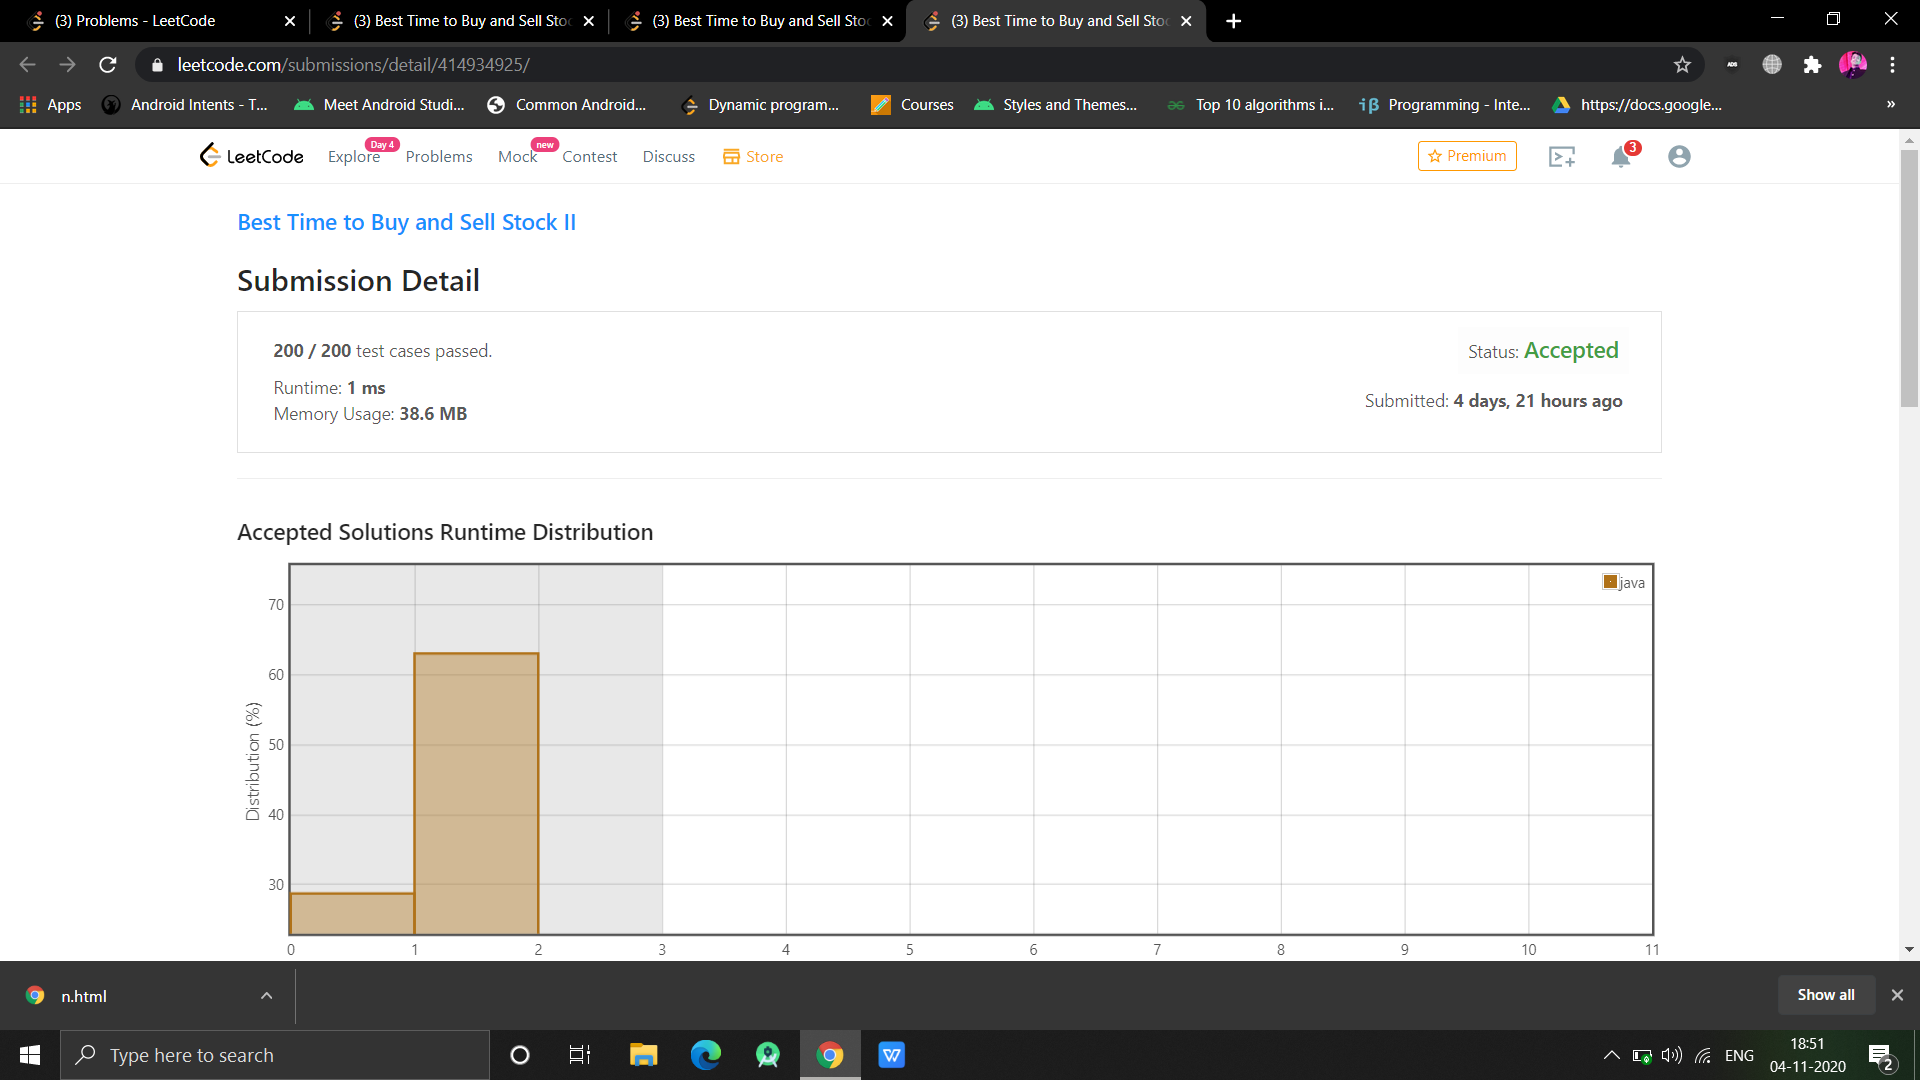 (3) Problems - LeetCode
(3) Best Time to Buy and Sell Sto
(3) Best Time to Buy and Sell Sto
(3) Best Time to Buy and Sell Sto
leetcode.com/submissions/detail/414934925/
ADS
Apps
Android Intents - T...
Meet Android Studi...
Common Android...
Dynamic program...
Courses
Styles and Themes...
Top 10 algorithms i...
Programming - Inte...
https://docs.google...
»
LeetCode
Explore
Day 4
Problems
Mock
new
Contest
Discuss
Store
Premium
3
Best Time to Buy and Sell Stock II
Submission Detail
200 / 200 test cases passed.
Status: Accepted
Runtime: 1 ms
Submitted: 4 days, 21 hours ago
Memory Usage: 38.6 MB
Accepted Solutions Runtime Distribution
java
Distribution (%)
70
60
50
40
30
0 1 2 3 4 5 6 7 8 9 10 11
n.html
Show all
Type here to search
W
ENG
18:51
04-11-2020
2